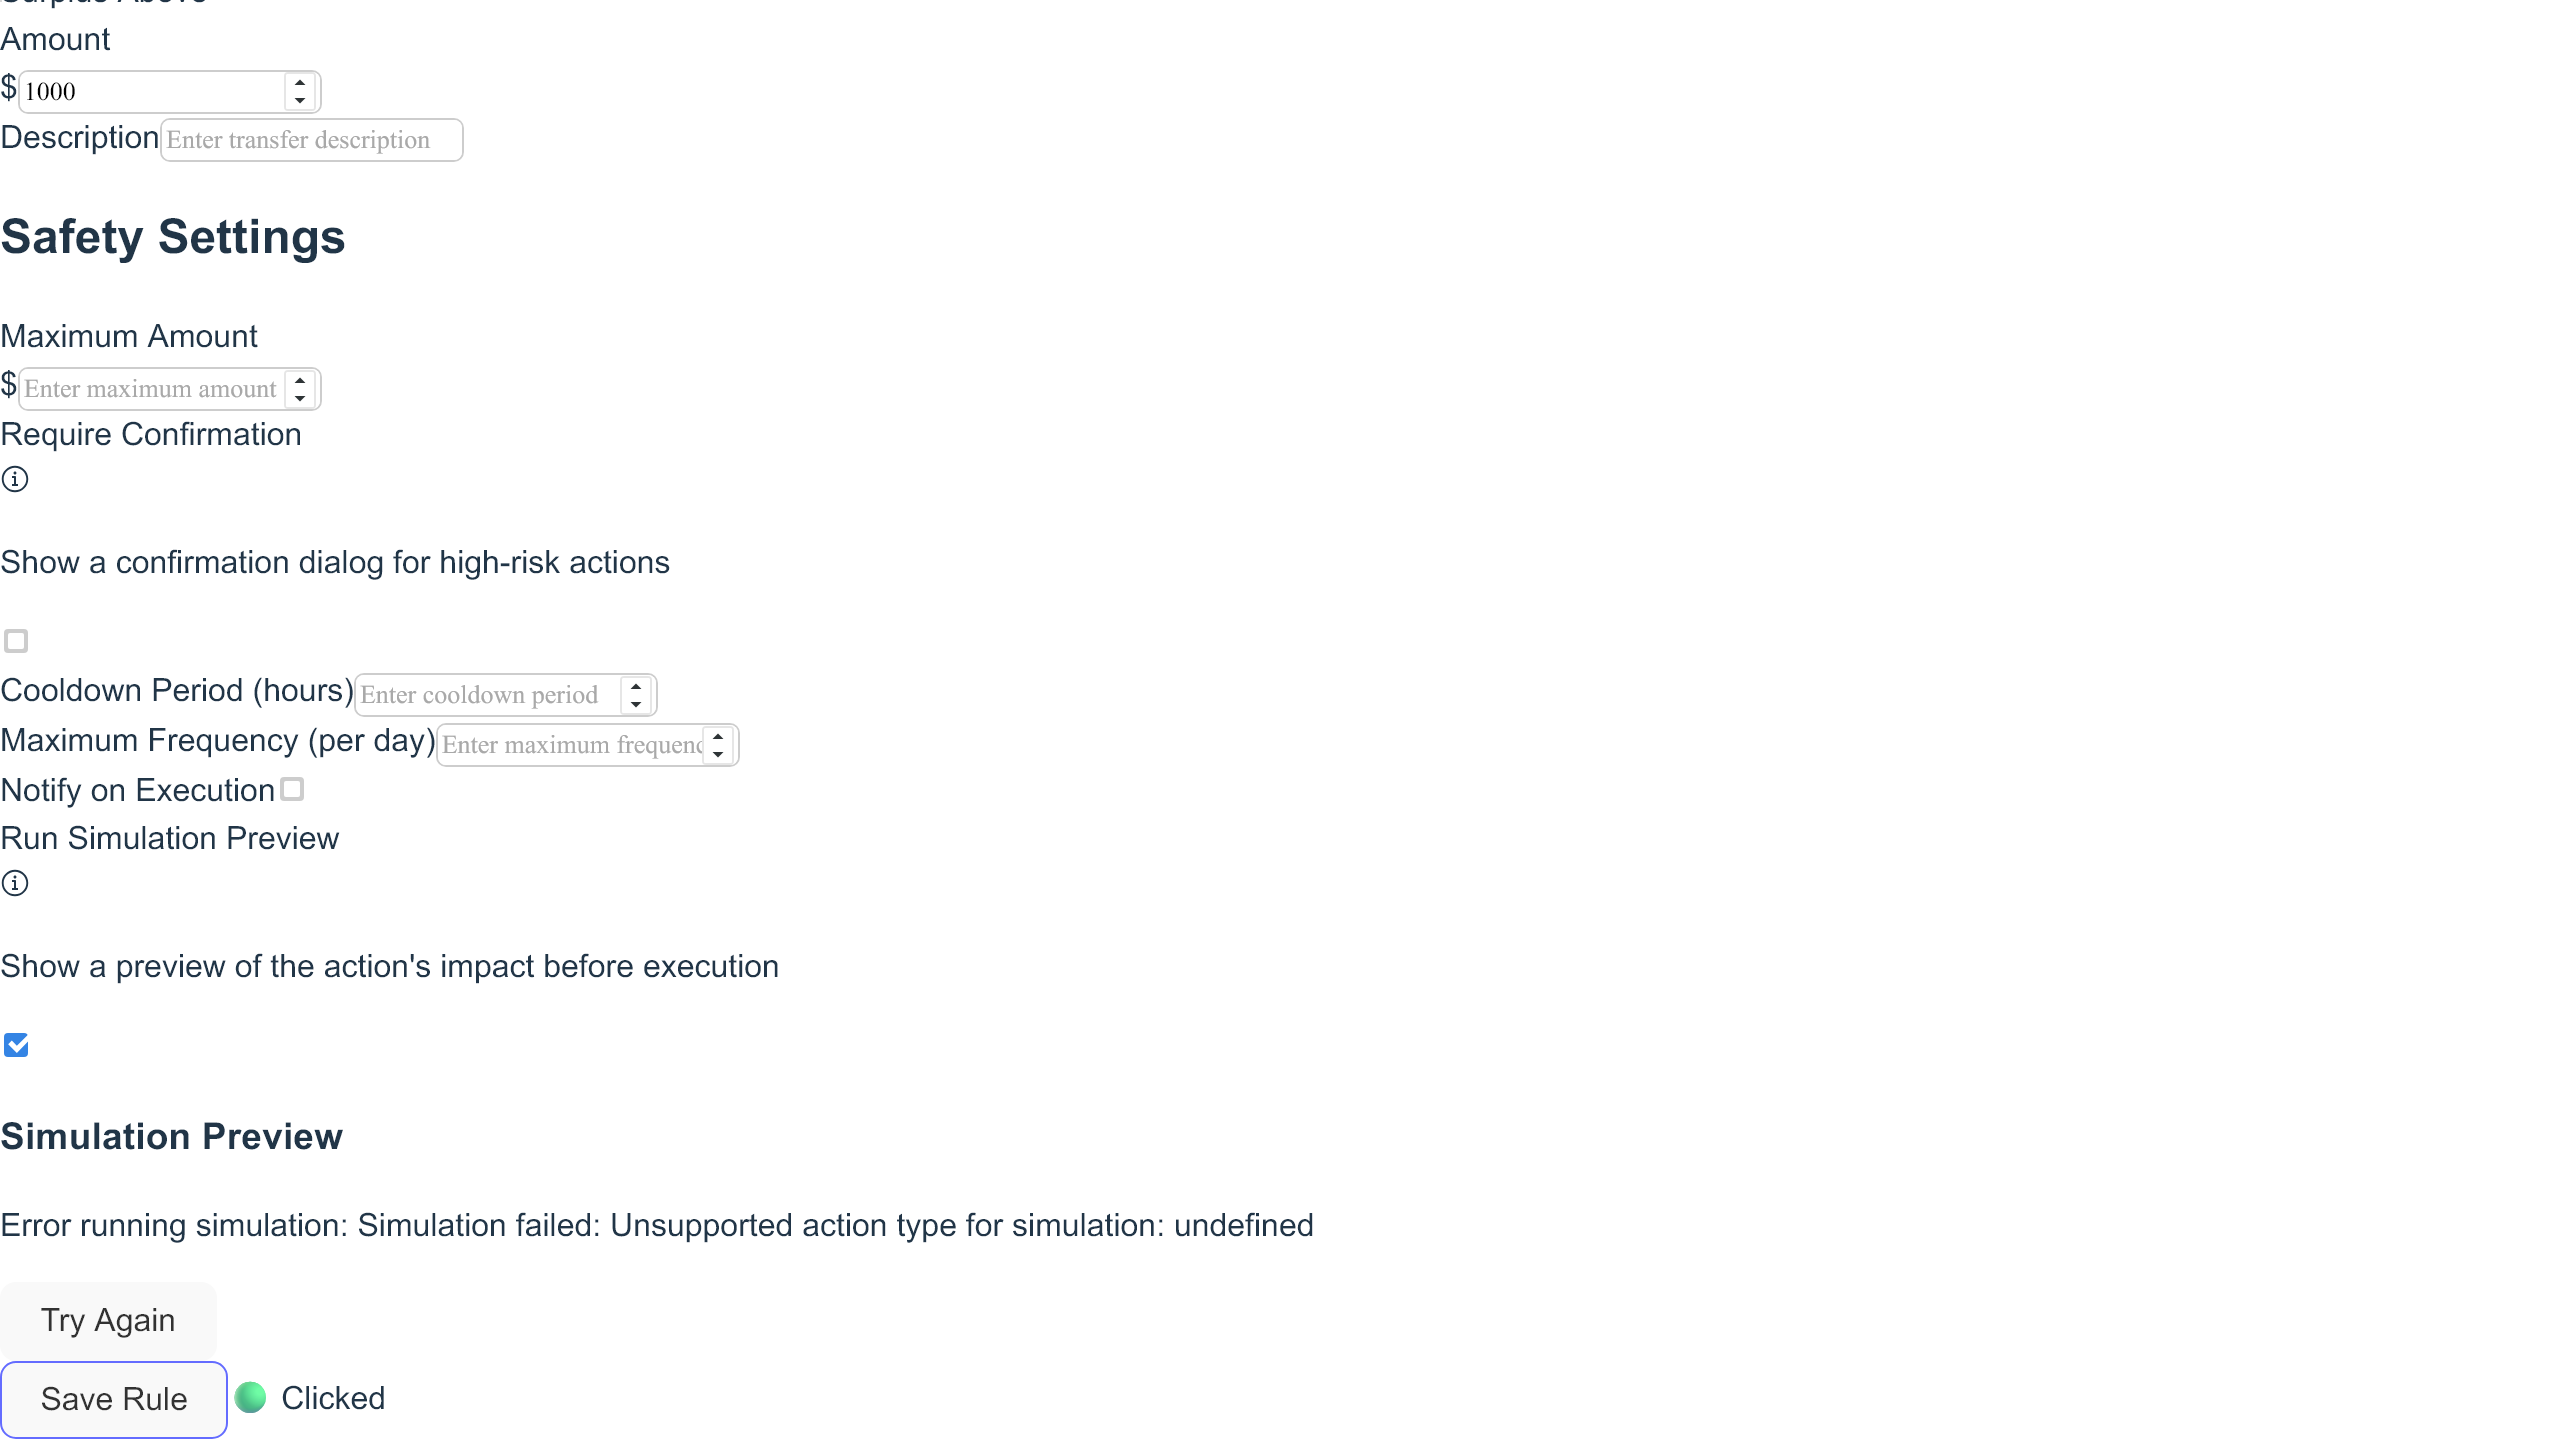 Surplus Above
Amount
$ 1000
Description Enter transfer description
Safety Settings
Maximum Amount
$ Enter maximum amount
Require Confirmation
Show a confirmation dialog for high-risk actions
Cooldown Period (hours) Enter cooldown period
Maximum Frequency (per day) Enter maximum frequenc
Notify on Execution
Run Simulation Preview
Show a preview of the action's impact before execution
Simulation Preview
Error running simulation: Simulation failed: Unsupported action type for simulation: undefined
Try Again
Save Rule Clicked